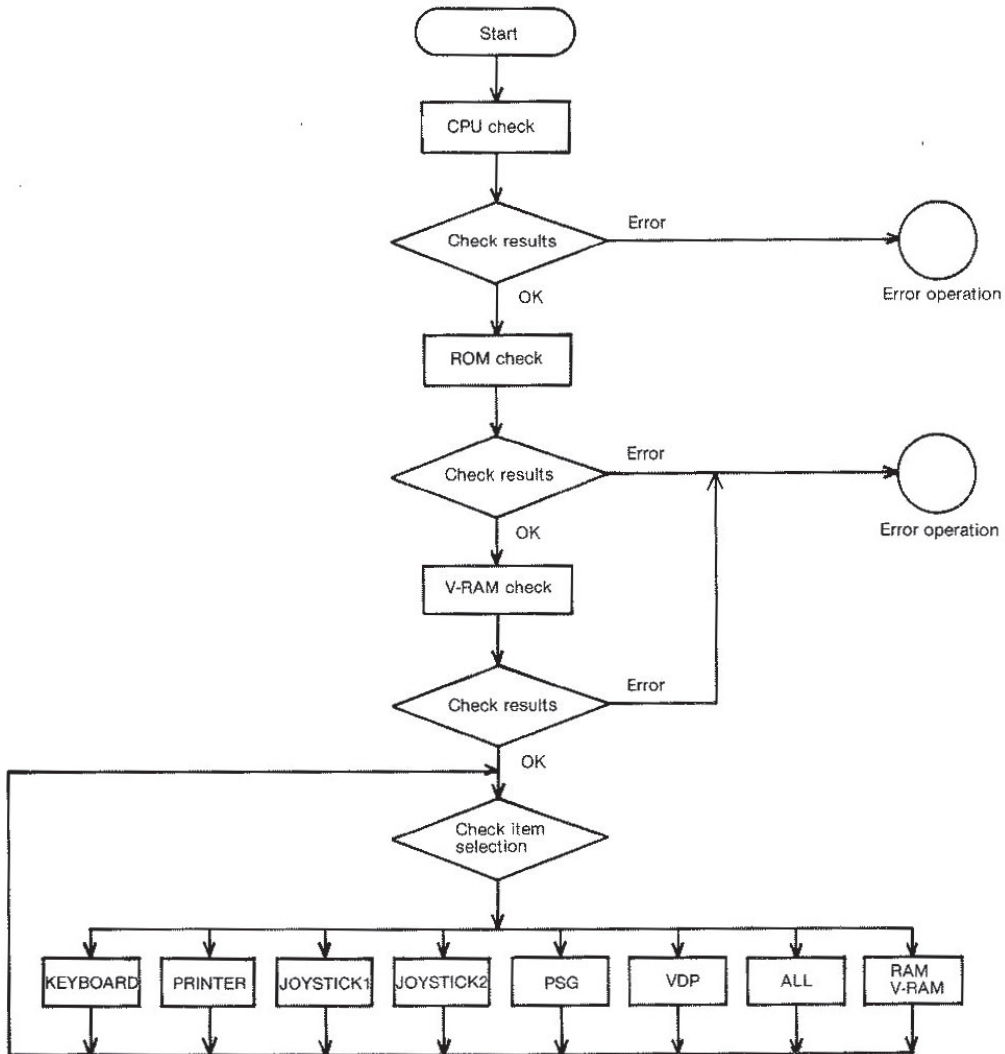 Start
CPU check
Check results
Error
Error operation
OK
ROM check
Check results
Error
Error operation
OK
V-RAM check
Check results
Error
OK
Check item
selection
KEYBOARD
PRINTER
JOYSTICK1
JOYSTICK2
PSG
VDP
ALL
RAM
V-RAM